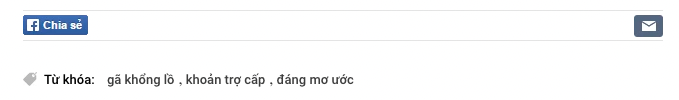 Chia sẻ
Từ khóa: gã khổng lồ , khoản trợ cấp , đáng mơ ước